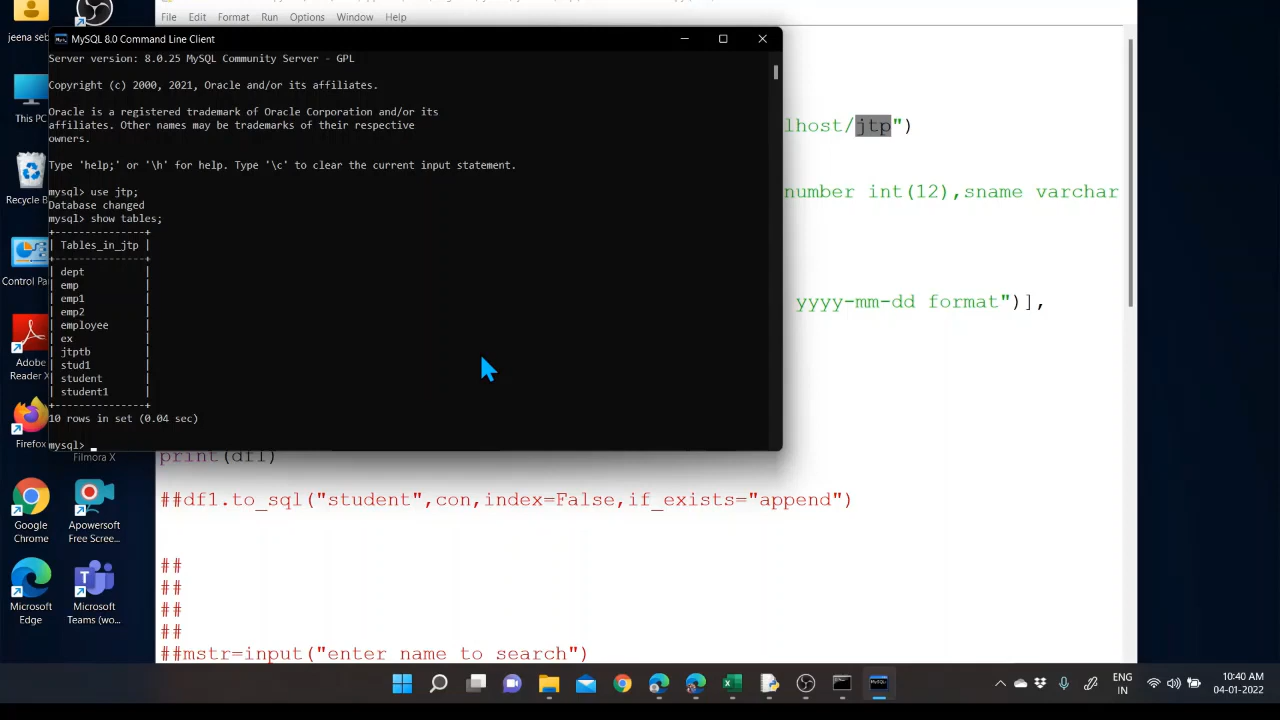 jeena seb
This PC
Recycle B
Control Pa
Adobe
Reader X
Firefox
Filmora X
Google
Chrome
Apowersoft
Free Scree...
Microsoft
Edge
Microsoft
Teams (wo...
File Edit Format Run Options Window Help
MySQL 8.0 Command Line Client
Server version: 8.0.25 MySQL Community Server - GPL
Copyright (c) 2000, 2021, Oracle and/or its affiliates.
Oracle is a registered trademark of Oracle Corporation and/or its
affiliates. Other names may be trademarks of their respective
owners.
Type 'help;' or '\h' for help. Type '\c' to clear the current input statement.
mysql> use jtp;
Database changed
mysql> show tables;
+---------------+
| Tables_in_jtp |
+---------------+
| dept          |
| emp           |
| emp1          |
| emp2          |
| employee      |
| ex            |
| jtptb         |
| stud1         |
| student       |
| student1      |
+---------------+
10 rows in set (0.04 sec)
mysql>
lhost/jtp")
number int(12),sname varchar
yyyy-mm-dd format")],
print(df1)
##df1.to_sql("student",con,index=False,if_exists="append")
##
##
##
##
##mstr=input("enter name to search")
ENG
IN
10:40 AM
04-01-2022